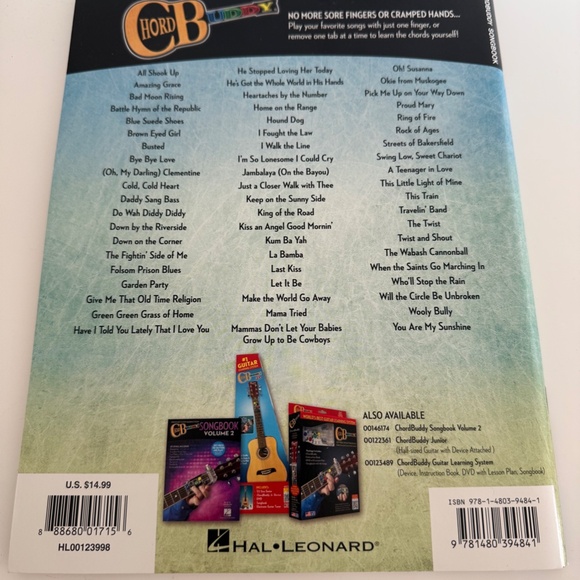 CHORD BUDDY
NO MORE SORE FINGERS OR CRAMPED HANDS...
Play your favorite songs with just one finger, or
remove one tab at a time to learn the chords yourself!
SONGBOOK
All Shook Up
Amazing Grace
Bad Moon Rising
Battle Hymn of the Republic
Blue Suede Shoes
Brown Eyed Girl
Busted
Bye Bye Love
(Oh, My Darling) Clementine
Cold, Cold Heart
Daddy Sang Bass
Do Wah Diddy Diddy
Down by the Riverside
Down on the Corner
The Fightin' Side of Me
Folsom Prison Blues
Garden Party
Give Me That Old Time Religion
Green Green Grass of Home
Have I Told You Lately That I Love You
He Stopped Loving Her Today
He's Got the Whole World in His Hands
Heartaches by the Number
Home on the Range
Hound Dog
I Fought the Law
I Walk the Line
I'm So Lonesome I Could Cry
Jambalaya (On the Bayou)
Just a Closer Walk with Thee
Keep on the Sunny Side
King of the Road
Kiss an Angel Good Mornin'
Kum Ba Yah
La Bamba
Last Kiss
Let It Be
Make the World Go Away
Mama Tried
Mammas Don't Let Your Babies
Grow Up to Be Cowboys
Oh! Susanna
Okie from Muskogee
Pick Me Up on Your Way Down
Proud Mary
Ring of Fire
Rock of Ages
Streets of Bakersfield
Swing Low, Sweet Chariot
A Teenager in Love
This Little Light of Mine
This Train
Travelin' Band
The Twist
Twist and Shout
The Wabash Cannonball
When the Saints Go Marching In
Who'll Stop the Rain
Will the Circle Be Unbroken
Wooly Bully
You Are My Sunshine
#1
GUITAR
SONGBOOK
VOLUME 2
ALSO AVAILABLE
00146174 ChordBuddy Songbook Volume 2
00122361 ChordBuddy Junior
(Half-sized Guitar with Device Attached)
00123489 ChordBuddy Guitar Learning System
(Device, Instruction Book, DVD with Lesson Plan, Songbook)
U.S. $14.99
8 88680 01715 6
HL00123998
HAL•LEONARD®
ISBN 978-1-4803-9484-1
9 781480 394841